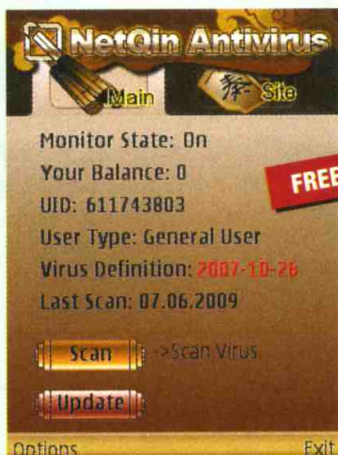 NetQin Antivirus
Main
Site
Monitor State: On
Your Balance: 0
FREE
UID: 611743803
User Type: General User
Virus Definition: 2007-10-26
Last Scan: 07.06.2009
Scan ->Scan Virus
Update
Options Exit